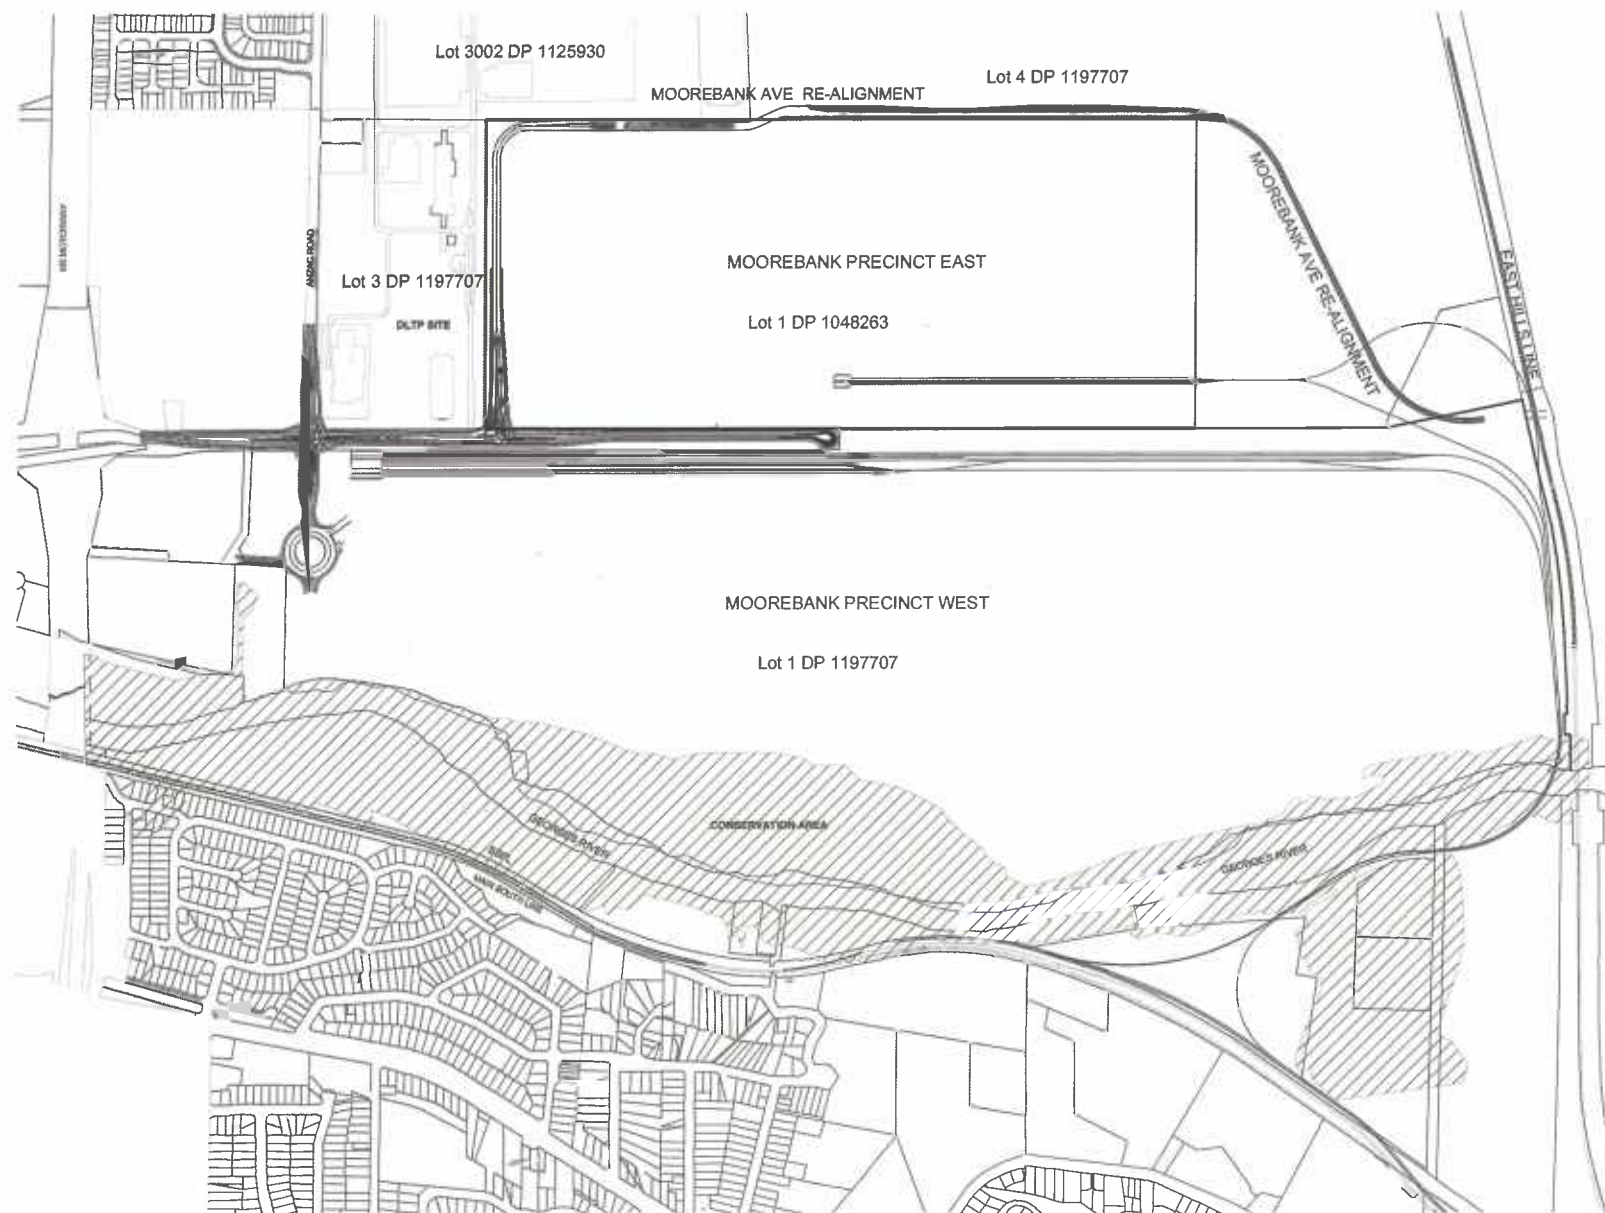 Lot 3002 DP 1125930
Lot 4 DP 1197707
MOOREBANK AVE RE-ALIGNMENT
MOOREBANK AVE RE-ALIGNMENT
EAST HILLS LINE
M5 MOTORWAY
ANZAC ROAD
Lot 3 DP 1197707
DLTP SITE
MOOREBANK PRECINCT EAST
Lot 1 DP 1048263
MOOREBANK PRECINCT WEST
Lot 1 DP 1197707
GEORGES RIVER
CONSERVATION AREA
GEORGES RIVER
MAIN SOUTH LINE